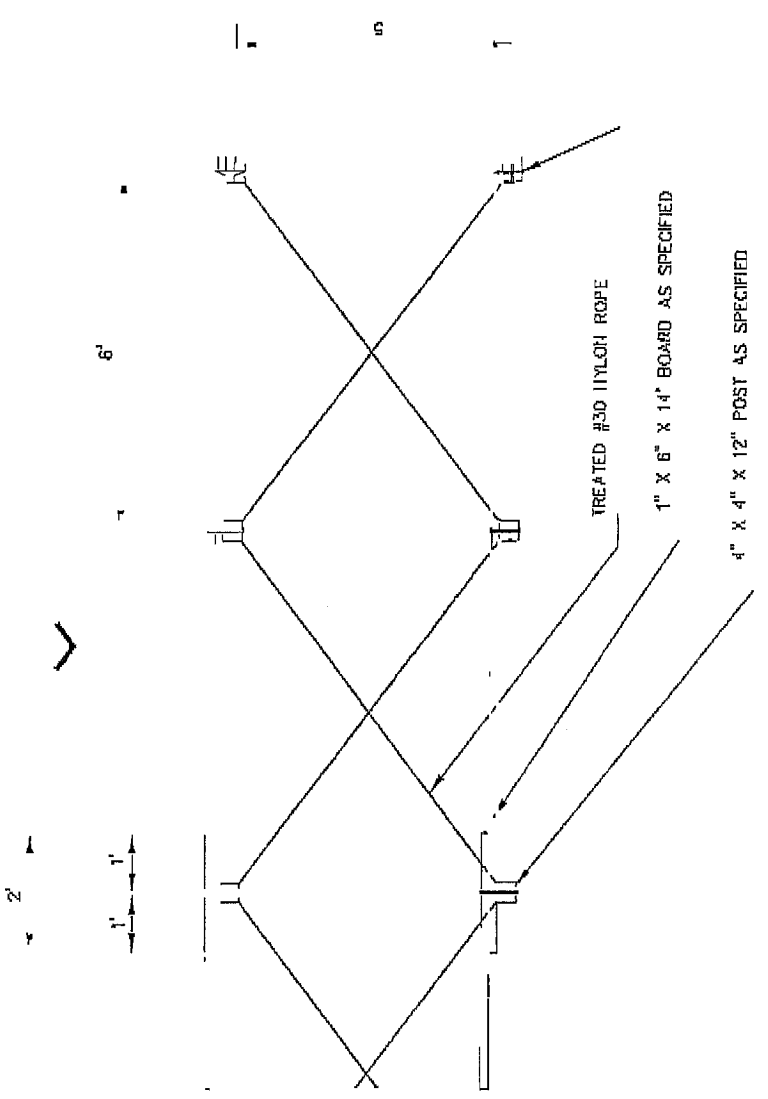 2'
1'
1'
6'
5
TREATED #30 NYLON ROPE
1" X 6" X 14' BOARD AS SPECIFIED
4" X 4" X 12" POST AS SPECIFIED